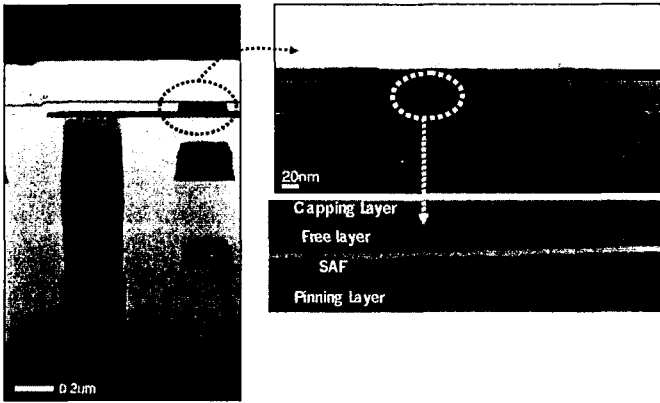 0.2um
20nm
Capping Layer
Free layer
SAF
Pinning Layer